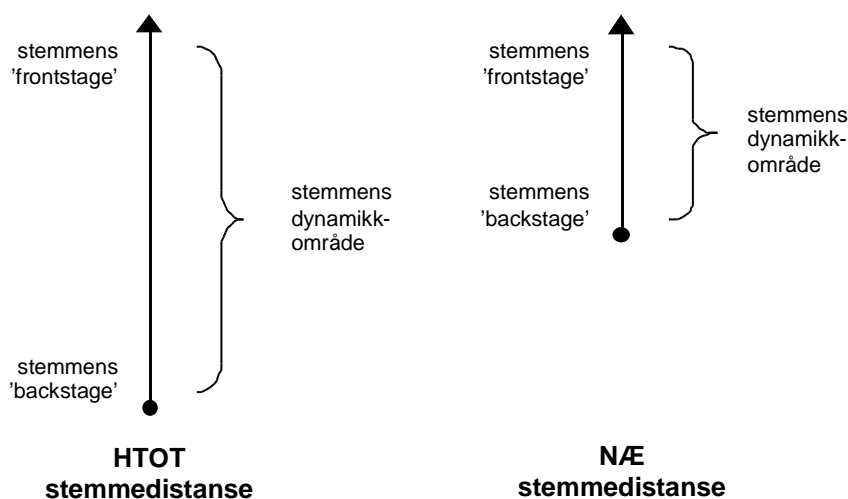 stemmens
'frontstage'
stemmens
dynamikk-
område
stemmens
'backstage'
HTOT
stemmedistanse
stemmens
'frontstage'
stemmens
dynamikk-
område
stemmens
'backstage'
NÆ
stemmedistanse